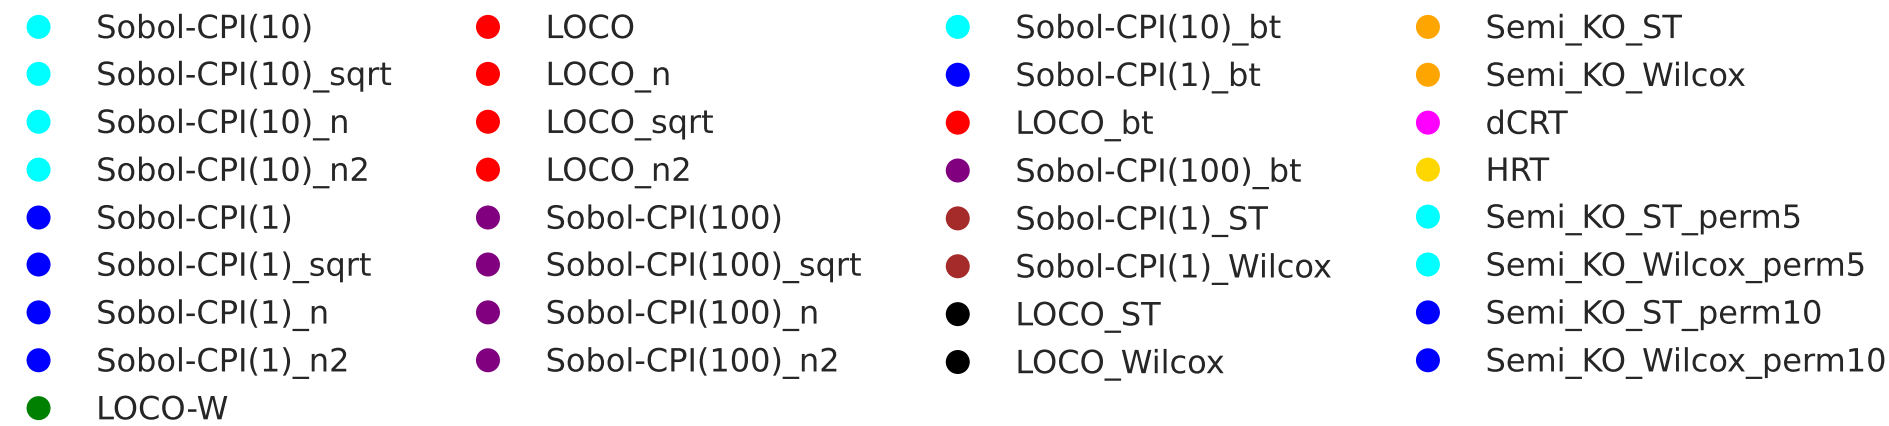 Sobol-CPI(10)
Sobol-CPI(10)_sqrt
Sobol-CPI(10)_n
Sobol-CPI(10)_n2
Sobol-CPI(1)
Sobol-CPI(1)_sqrt
Sobol-CPI(1)_n
Sobol-CPI(1)_n2
LOCO-W
LOCO
LOCO_n
LOCO_sqrt
LOCO_n2
Sobol-CPI(100)
Sobol-CPI(100)_sqrt
Sobol-CPI(100)_n
Sobol-CPI(100)_n2
Sobol-CPI(10)_bt
Sobol-CPI(1)_bt
LOCO_bt
Sobol-CPI(100)_bt
Sobol-CPI(1)_ST
Sobol-CPI(1)_Wilcox
LOCO_ST
LOCO_Wilcox
Semi_KO_ST
Semi_KO_Wilcox
dCRT
HRT
Semi_KO_ST_perm5
Semi_KO_Wilcox_perm5
Semi_KO_ST_perm10
Semi_KO_Wilcox_perm10